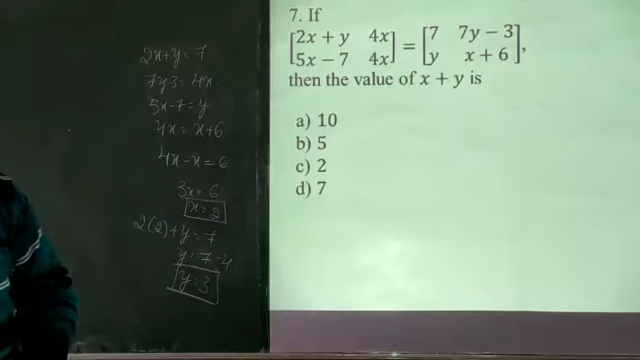 2x+y=7
7y-3=4x
5x-7=y
4x=x+6
4x-x=6
3x=6
x=2
2(2)+y=7
y=7-4
y=3
7. If
[2x + y 4x] = [7 7y − 3]
[5x − 7 4x] [y x + 6],
then the value of x + y is
a) 10
b) 5
c) 2
d) 7